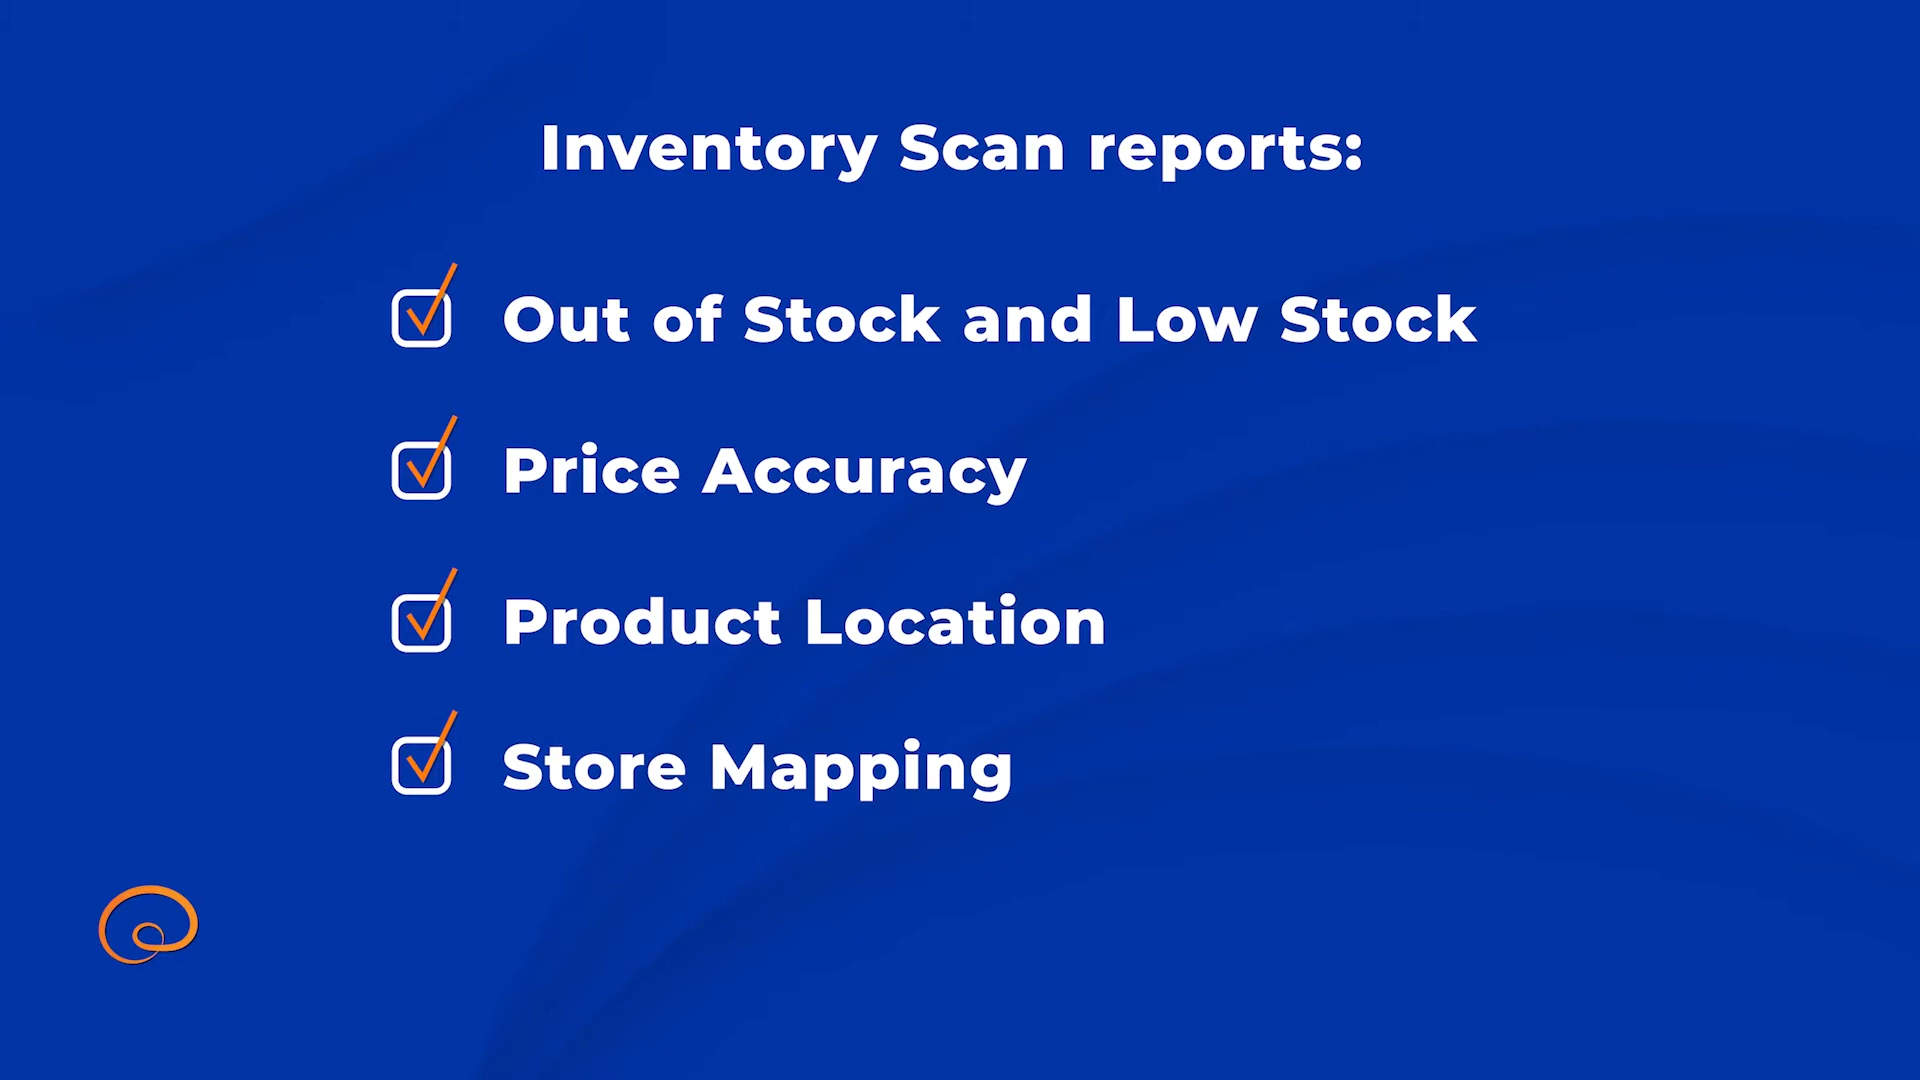 Inventory Scan reports:
Out of Stock and Low Stock
Price Accuracy
Product Location
Store Mapping